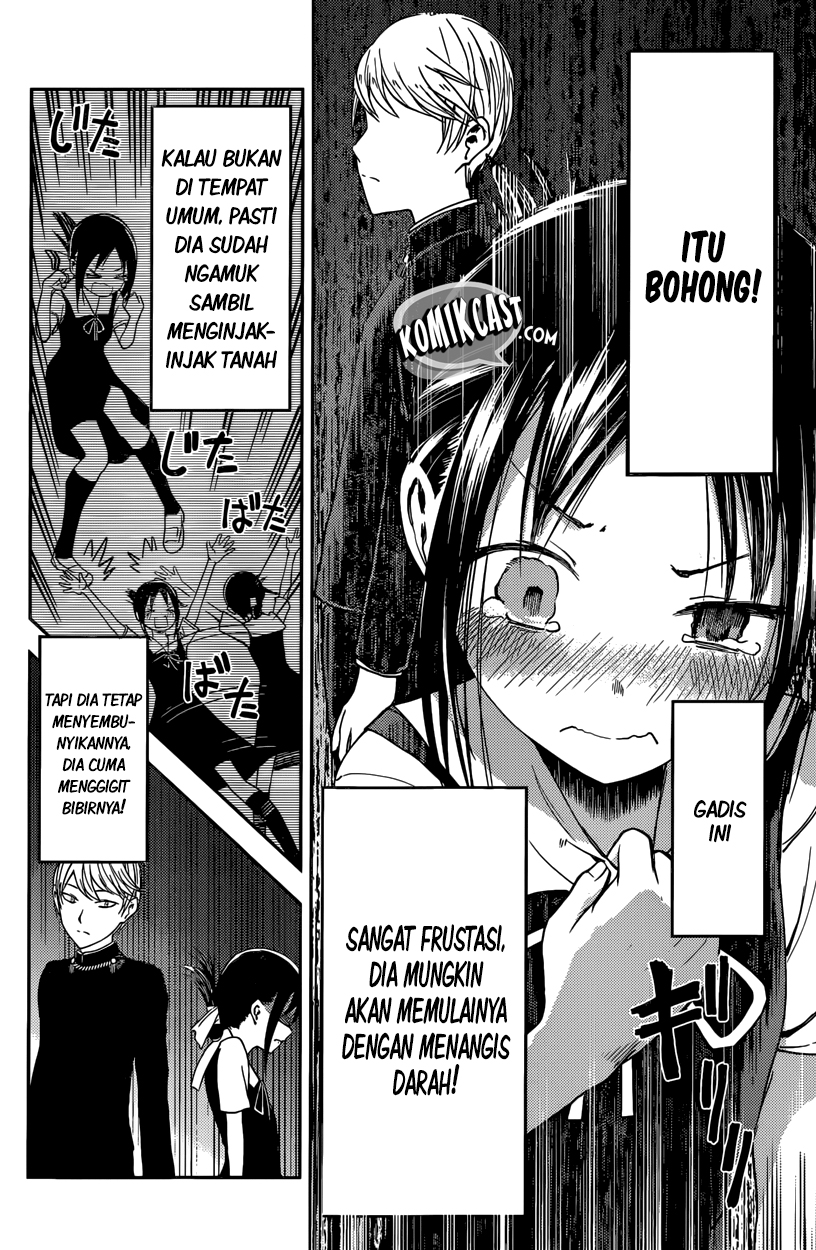 ITU
BOHONG!
KOMIKCAST
.COM
GADIS
INI
SANGAT FRUSTASI,
DIA MUNGKIN
AKAN MEMULAINYA
DENGAN MENANGIS
DARAH!
ギリッ
じた
KALAU BUKAN
DI TEMPAT
UMUM, PASTI
DIA SUDAH
NGAMUK
SAMBIL
MENGINJAK-
INJAK TANAH
じた
ばた
ばた
TAPI DIA TETAP
MENYEMBU-
NYIKANNYA,
DIA CUMA
MENGGIGIT
BIBIRNYA!